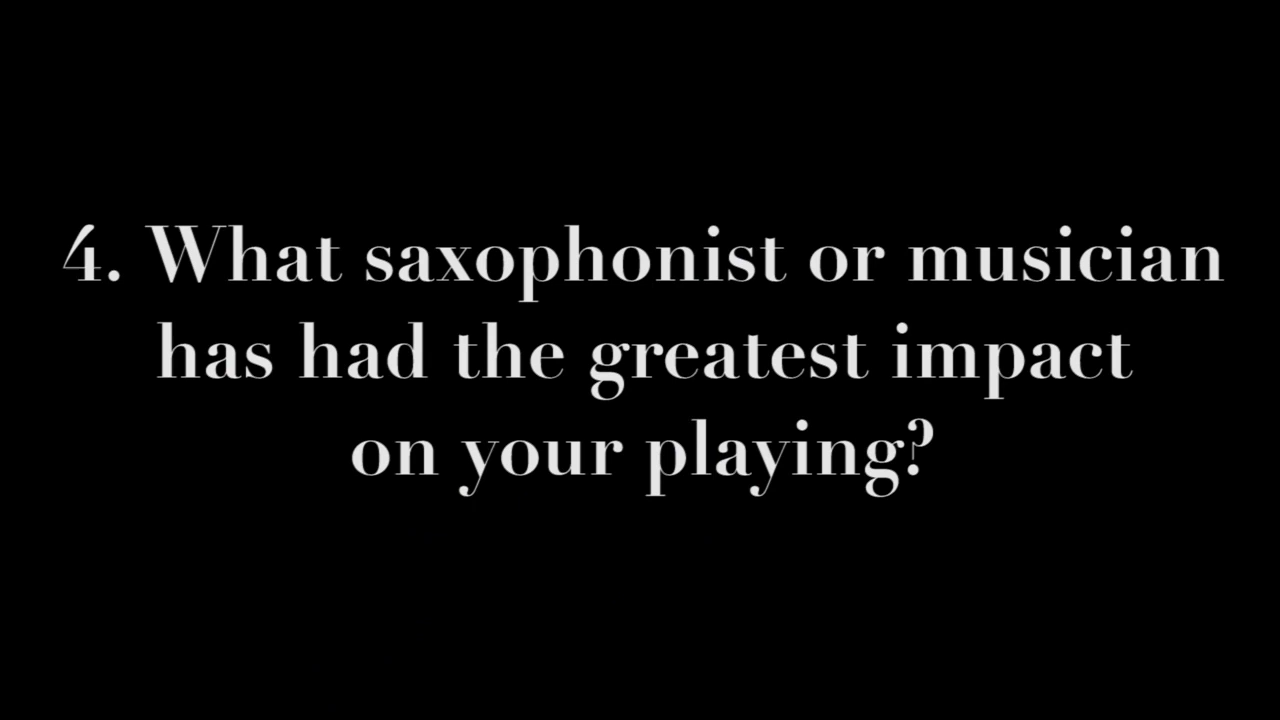 4. What saxophonist or musician
has had the greatest impact
on your playing?